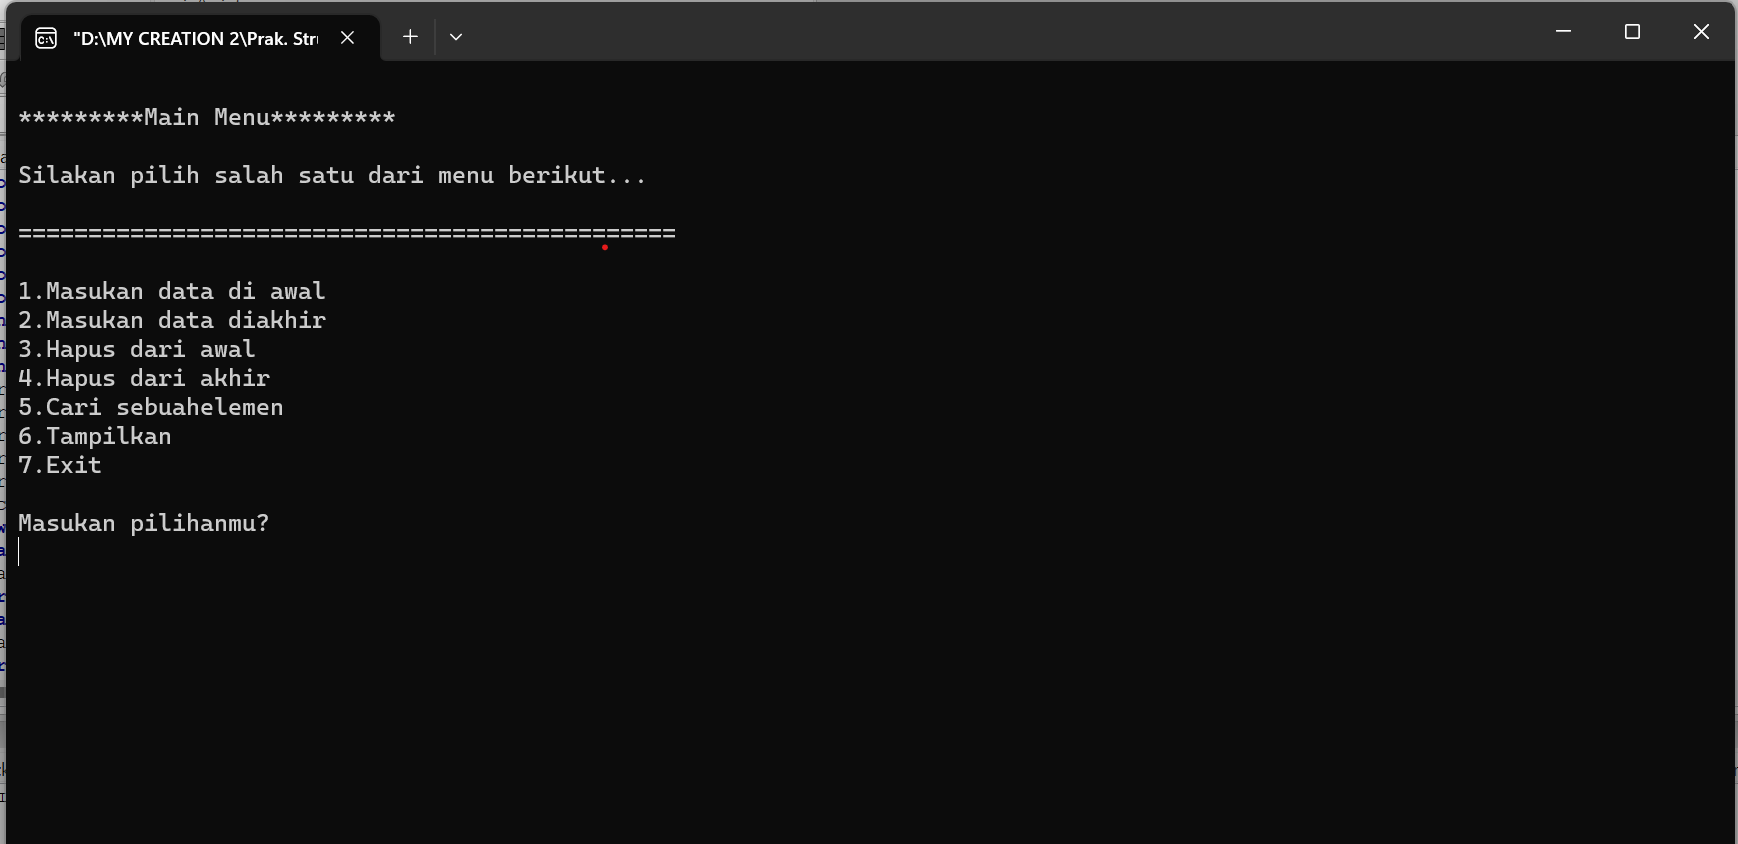 "D:\MY CREATION 2\Prak. Str
*********Main Menu*********
Silakan pilih salah satu dari menu berikut...
===============================================
1.Masukan data di awal
2.Masukan data diakhir
3.Hapus dari awal
4.Hapus dari akhir
5.Cari sebuahelemen
6.Tampilkan
7.Exit
Masukan pilihanmu?